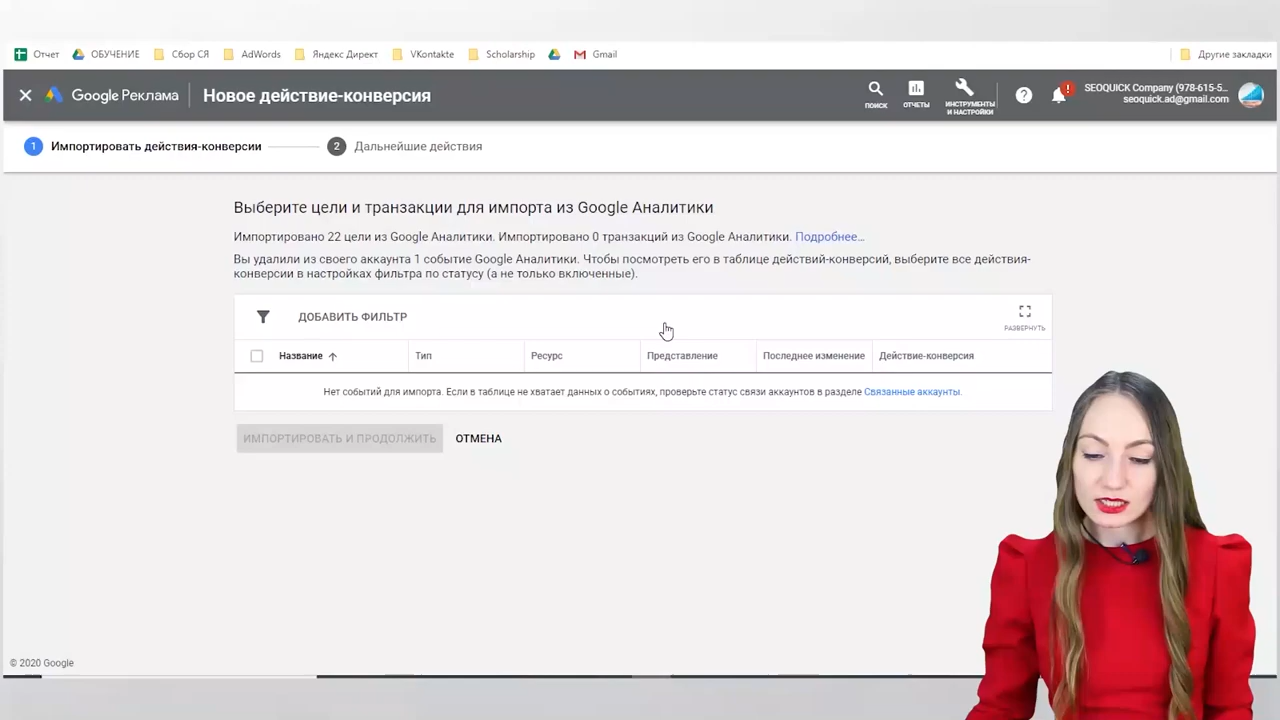 Отчет ОБУЧЕНИЕ Сбор СЯ AdWords Яндекс Директ VKontakte Scholarship Gmail Другие закладки
Google Реклама Новое действие-конверсия ПОИСК ОТЧЕТЫ ИНСТРУМЕНТЫ И НАСТРОЙКИ ? ! SEOQUICK Company (978-615-5...
seoquick.ad@gmail.com
1 Импортировать действия-конверсии 2 Дальнейшие действия
Выберите цели и транзакции для импорта из Google Аналитики
Импортировано 22 цели из Google Аналитики. Импортировано 0 транзакций из Google Аналитики. Подробнее...
Вы удалили из своего аккаунта 1 событие Google Аналитики. Чтобы посмотреть его в таблице действий-конверсий, выберите все действия-
конверсии в настройках фильтра по статусу (а не только включенные).
ДОБАВИТЬ ФИЛЬТР РАЗВЕРНУТЬ
Название Тип Ресурс Представление Последнее изменение Действие-конверсия
Нет событий для импорта. Если в таблице не хватает данных о событиях, проверьте статус связи аккаунтов в разделе Связанные аккаунты.
ИМПОРТИРОВАТЬ И ПРОДОЛЖИТЬ ОТМЕНА
© 2020 Google